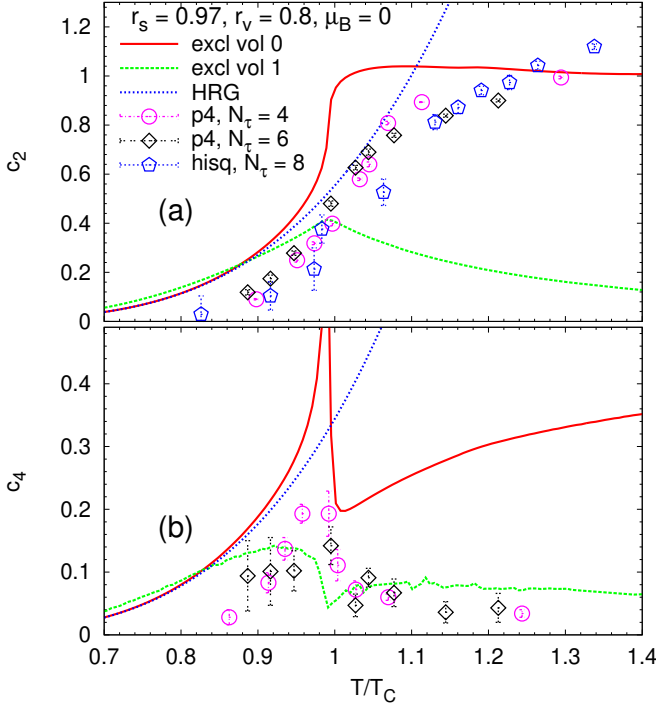 r_s = 0.97, r_v = 0.8, μ_B = 0
excl vol 0
excl vol 1
HRG
p4, N_τ = 4
p4, N_τ = 6
hisq, N_τ = 8
(a)
c_2
1.2
1
0.8
0.6
0.4
0.2
0
(b)
c_4
0.4
0.3
0.2
0.1
0
0.7 0.8 0.9 1 1.1 1.2 1.3 1.4
T/T_C